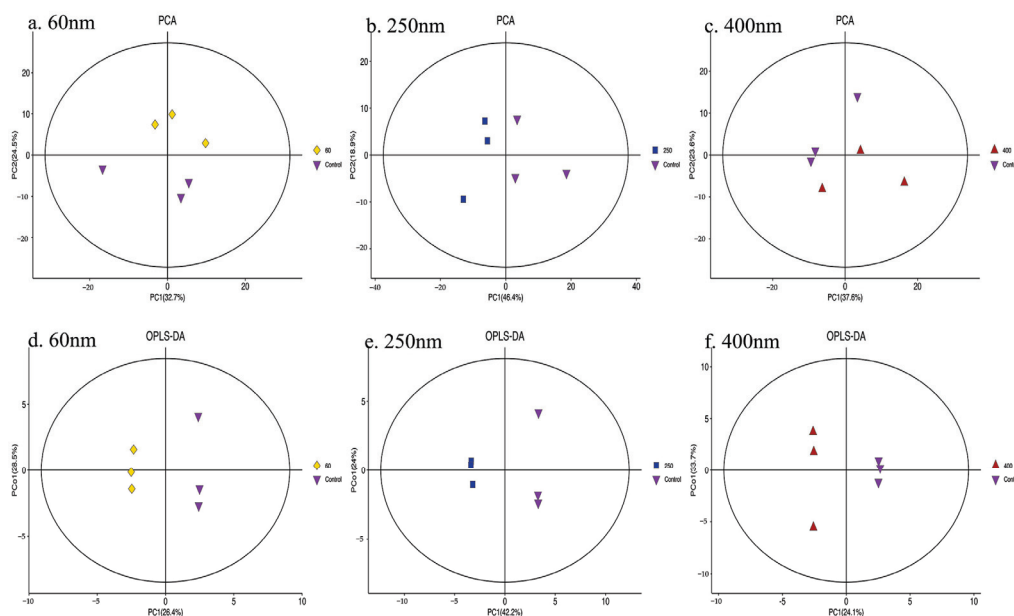 a. 60nm
PCA
20
10
0
−10
−20
−20
0
20
PC2(24.5%)
PC1(32.7%)
60
Control
b. 250nm
PCA
20
10
0
−10
−20
−40
−20
0
20
40
PC2(18.9%)
PC1(46.4%)
250
Control
c. 400nm
PCA
20
10
0
−10
−20
−20
0
20
PC2(23.6%)
PC1(37.6%)
400
Cont
d. 60nm
OPLS-DA
5
0
−5
−10
−5
0
5
10
PCo1(28.5%)
PC1(26.4%)
60
Control
e. 250nm
OPLS-DA
5
0
−5
−10
−5
0
5
10
PCo1(24%)
PC1(42.2%)
250
Control
f. 400nm
OPLS-DA
10
5
0
−5
−10
−10
−5
0
5
10
PCo1(33.7%)
PC1(24.1%)
400
Cont